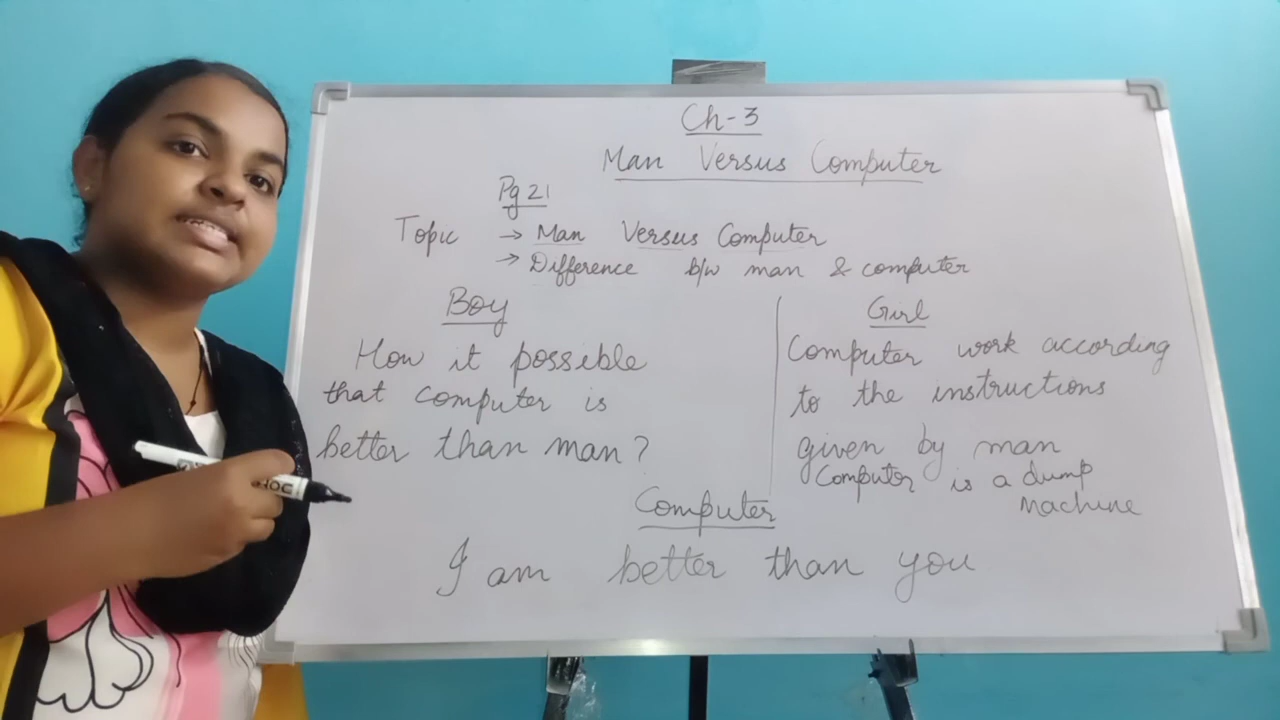 Ch-3
Man Versus Computer
Pg 21
Topic → Man Versus Computer
→ Difference b/w man & computer
Boy
How it possible
that computer is
better than man?
Girl
Computer work according
to the instructions
given by man
Computer is a dump
Machine
Computer
I am better than you